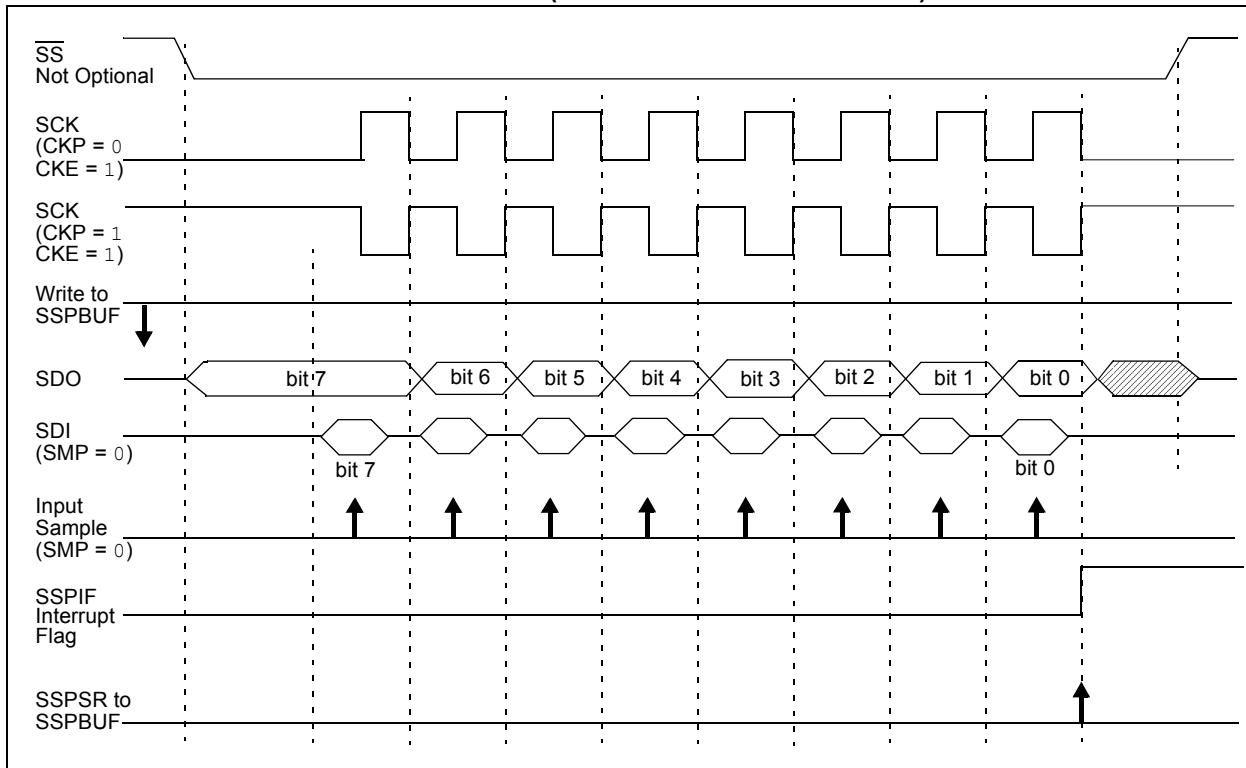 SS
Not Optional
SCK
(CKP = 0
CKE = 1)
SCK
(CKP = 1
CKE = 1)
Write to
SSPBUF
SDO
bit 7
bit 6
bit 5
bit 4
bit 3
bit 2
bit 1
bit 0
SDI
(SMP = 0)
bit 7
bit 0
Input
Sample
(SMP = 0)
SSPIF
Interrupt
Flag
SSPSR to
SSPBUF